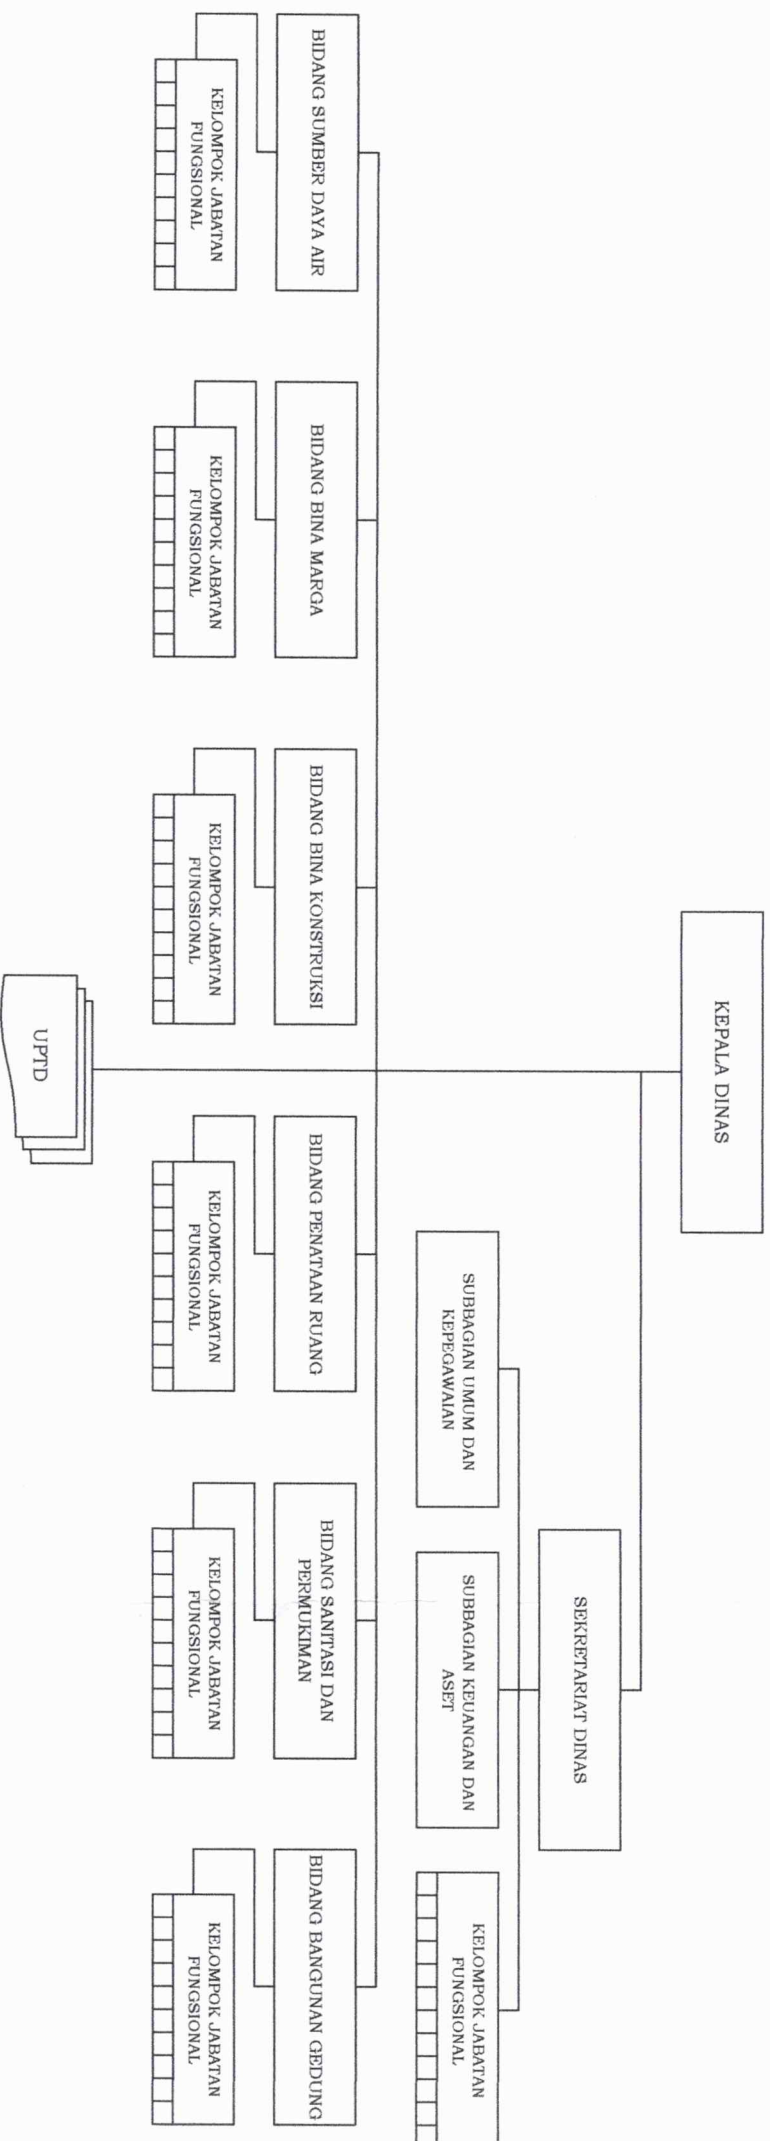 KEPALA DINAS
SEKRETARIAT DINAS
SUBBAGIAN UMUM DAN
KEPEGAWAIAN
SUBBAGIAN KEUANGAN DAN
ASET
KELOMPOK JABATAN
FUNGSIONAL
BIDANG SUMBER DAYA AIR
BIDANG BINA MARGA
BIDANG BINA KONSTRUKSI
BIDANG PENATAAN RUANG
BIDANG SANITASI DAN
PERMUKIMAN
BIDANG BANGUNAN GEDUNG
KELOMPOK JABATAN
FUNGSIONAL
KELOMPOK JABATAN
FUNGSIONAL
KELOMPOK JABATAN
FUNGSIONAL
KELOMPOK JABATAN
FUNGSIONAL
KELOMPOK JABATAN
FUNGSIONAL
KELOMPOK JABATAN
FUNGSIONAL
UPTD